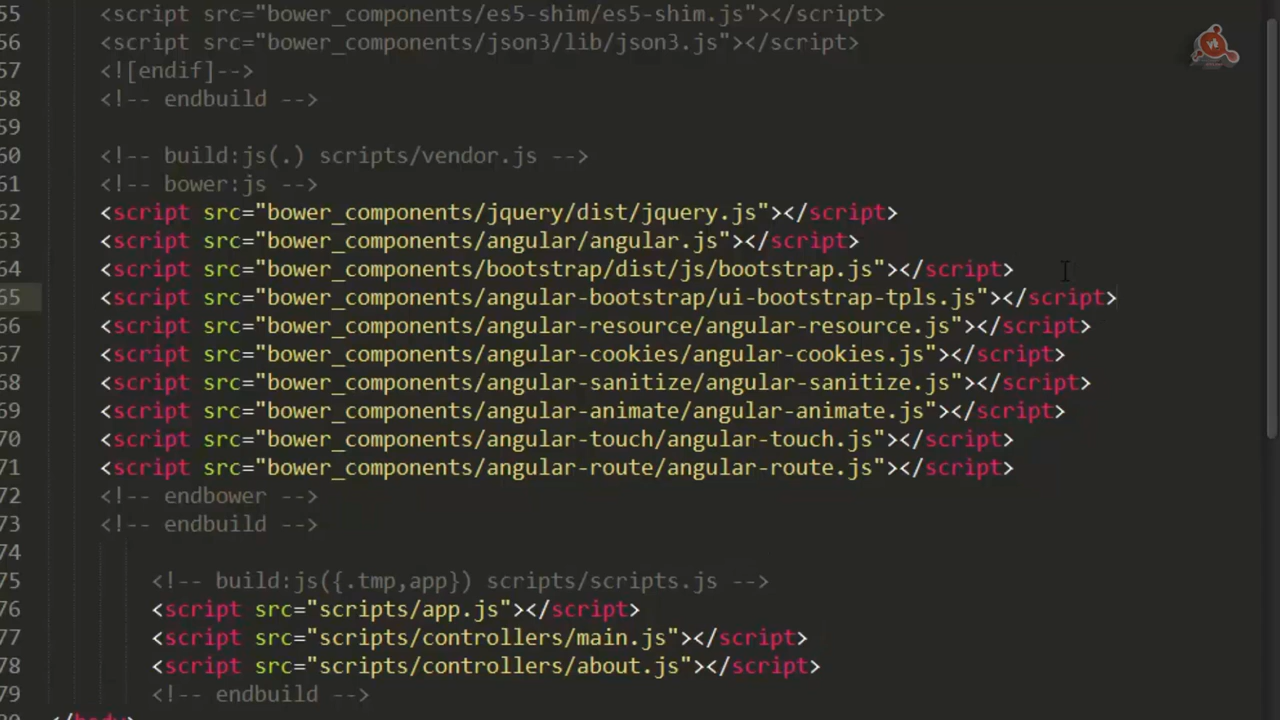 55 <script src="bower_components/es5-shim/es5-shim.js"></script>
56 <script src="bower_components/json3/lib/json3.js"></script>
57 <![endif]-->
58 <!-- endbuild -->
59
60 <!-- build:js(.) scripts/vendor.js -->
61 <!-- bower:js -->
62 <script src="bower_components/jquery/dist/jquery.js"></script>
63 <script src="bower_components/angular/angular.js"></script>
64 <script src="bower_components/bootstrap/dist/js/bootstrap.js"></script>
65 <script src="bower_components/angular-bootstrap/ui-bootstrap-tpls.js"></script>
66 <script src="bower_components/angular-resource/angular-resource.js"></script>
67 <script src="bower_components/angular-cookies/angular-cookies.js"></script>
68 <script src="bower_components/angular-sanitize/angular-sanitize.js"></script>
69 <script src="bower_components/angular-animate/angular-animate.js"></script>
70 <script src="bower_components/angular-touch/angular-touch.js"></script>
71 <script src="bower_components/angular-route/angular-route.js"></script>
72 <!-- endbower -->
73 <!-- endbuild -->
74
75 <!-- build:js({.tmp,app}) scripts/scripts.js -->
76 <script src="scripts/app.js"></script>
77 <script src="scripts/controllers/main.js"></script>
78 <script src="scripts/controllers/about.js"></script>
79 <!-- endbuild -->
80 </body>